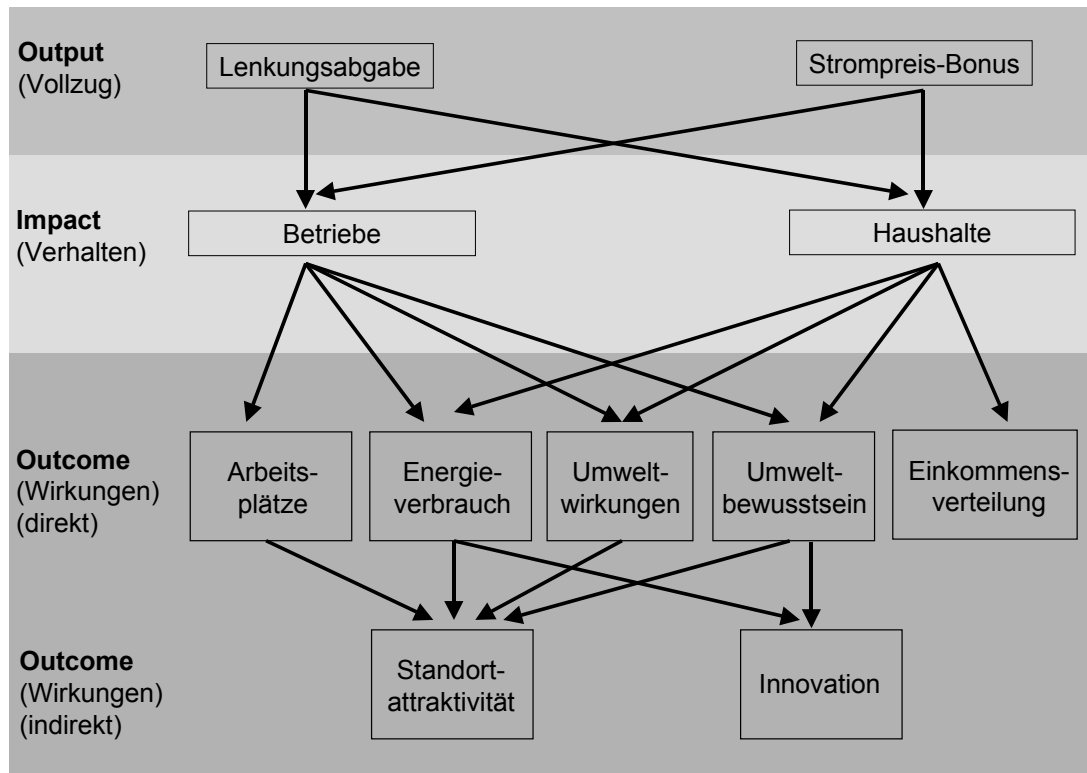 Output
(Vollzug)
Lenkungsabgabe
Strompreis-Bonus
Impact
(Verhalten)
Betriebe
Haushalte
Outcome
(Wirkungen)
(direkt)
Arbeits-
plätze
Energie-
verbrauch
Umwelt-
wirkungen
Umwelt-
bewusstsein
Einkommens-
verteilung
Outcome
(Wirkungen)
(indirekt)
Standort-
attraktivität
Innovation